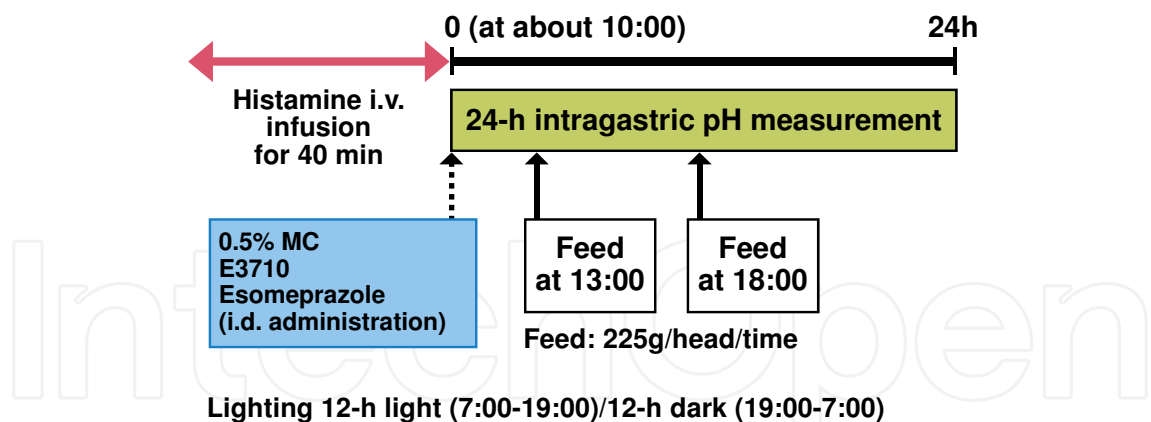 0 (at about 10:00)
24h
Histamine i.v.
infusion
for 40 min
24-h intragastric pH measurement
0.5% MC
E3710
Esomeprazole
(i.d. administration)
Feed
at 13:00
Feed
at 18:00
Feed: 225g/head/time
IntechOpen
Lighting 12-h light (7:00-19:00)/12-h dark (19:00-7:00)